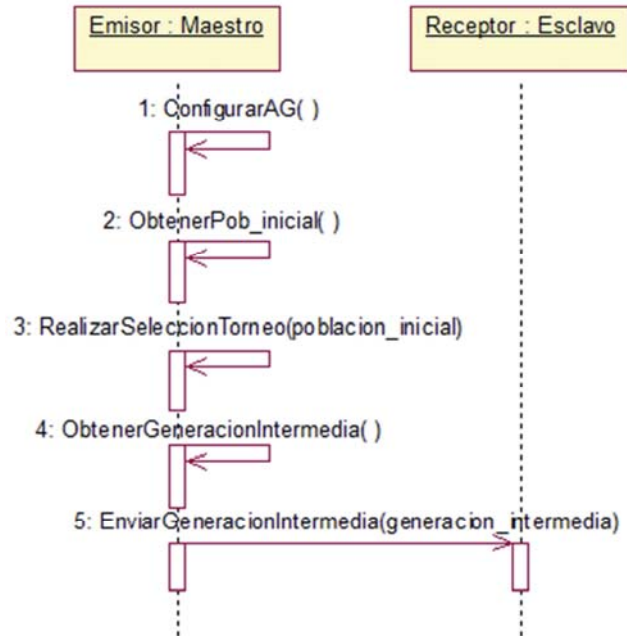 Emisor : Maestro
Receptor : Esclavo
1: ConfigurarAG( )
2: ObtenerPob_inicial( )
3: RealizarSeleccionTorneo(poblacion_inicial)
4: ObtenerGeneracionIntermedia( )
5: EnviarGeneracionIntermedia(generacion_intermedia)